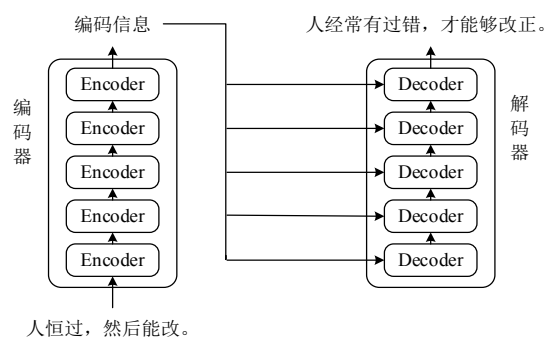 编码信息
人经常有过错，才能够改正。
编码器
Encoder
Encoder
Encoder
Encoder
Encoder
Decoder
Decoder
Decoder
Decoder
Decoder
解码器
人恒过，然后能改。